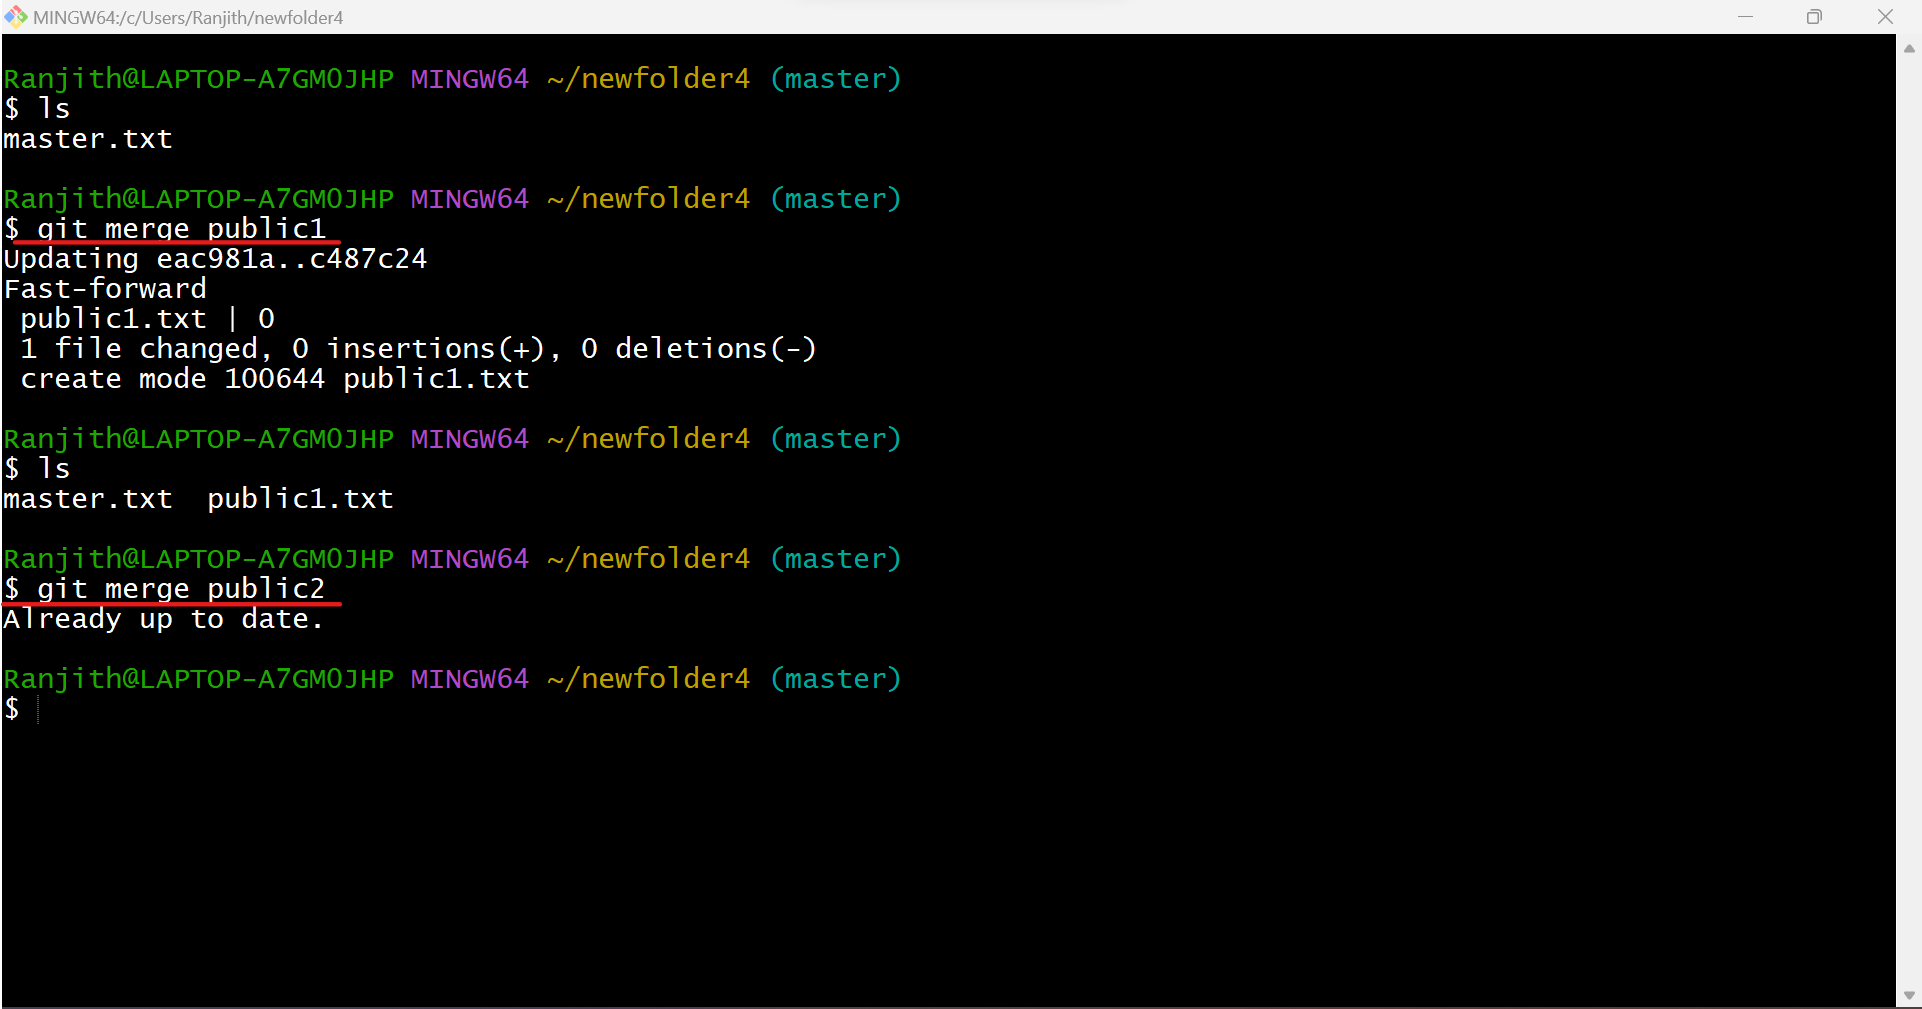 MINGW64:/c/Users/Ranjith/newfolder4
Ranjith@LAPTOP-A7GMOJHP MINGW64 ~/newfolder4 (master)
$ ls
master.txt
Ranjith@LAPTOP-A7GMOJHP MINGW64 ~/newfolder4 (master)
$ git merge public1
Updating eac981a..c487c24
Fast-forward
 public1.txt | 0
 1 file changed, 0 insertions(+), 0 deletions(-)
 create mode 100644 public1.txt
Ranjith@LAPTOP-A7GMOJHP MINGW64 ~/newfolder4 (master)
$ ls
master.txt  public1.txt
Ranjith@LAPTOP-A7GMOJHP MINGW64 ~/newfolder4 (master)
$ git merge public2
Already up to date.
Ranjith@LAPTOP-A7GMOJHP MINGW64 ~/newfolder4 (master)
$